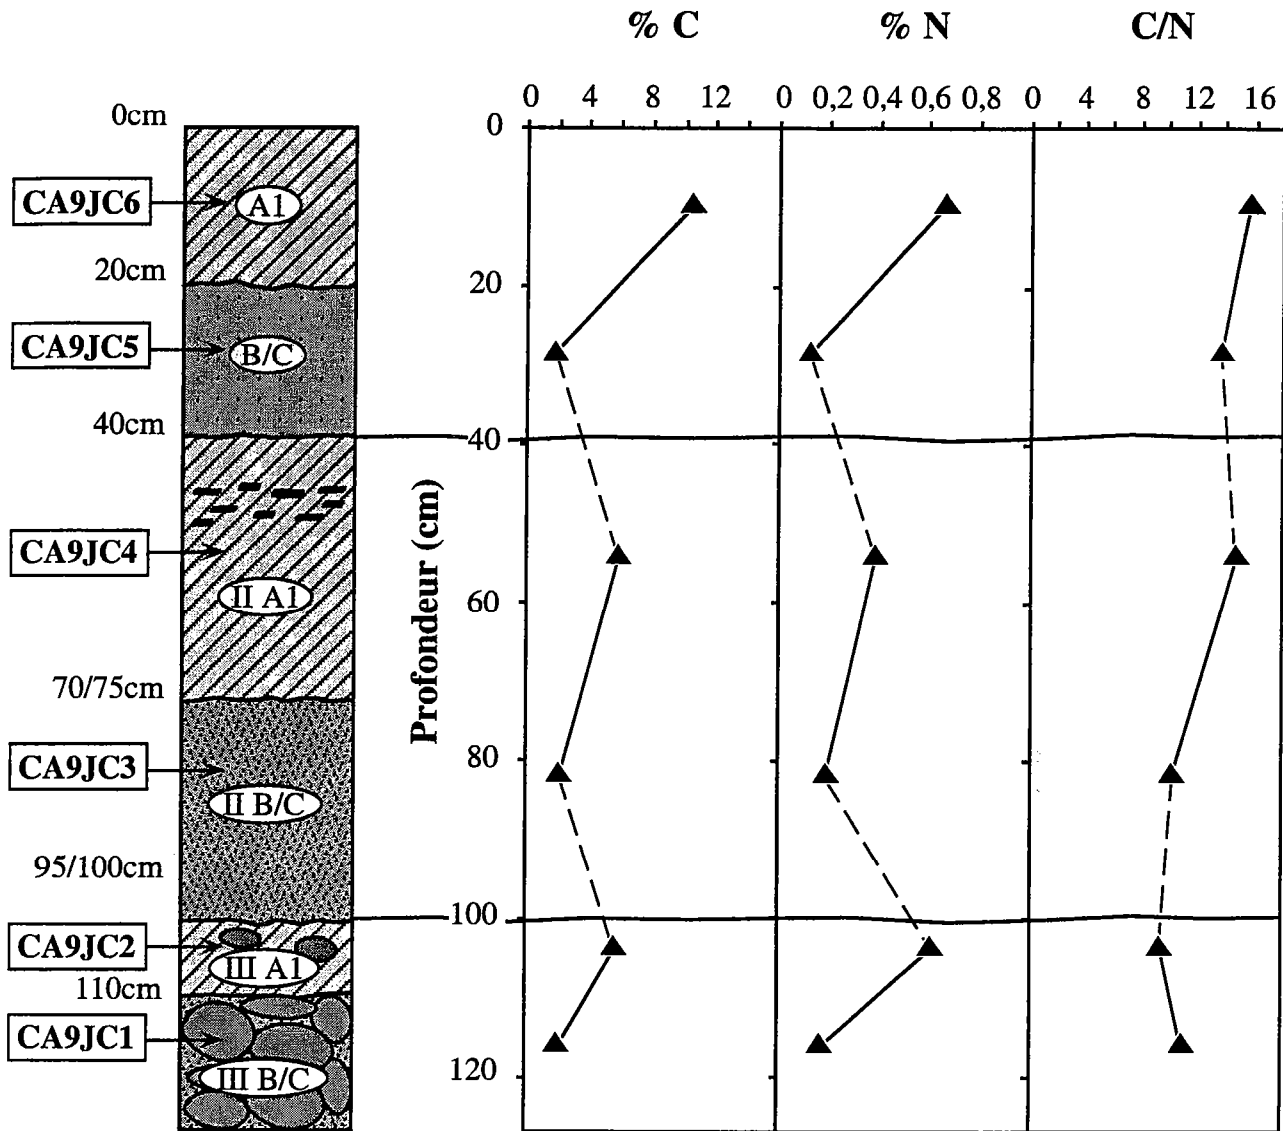 % C % N C/N
0 4 8 12 0 0,2 0,4 0,6 0,8 0 4 8 12 16
0cm
0
CA9JC6
A1
20cm
20
CA9JC5
B/C
40cm
40
CA9JC4
II A1
60
Profondeur (cm)
70/75cm
CA9JC3
80
II B/C
95/100cm
100
CA9JC2
III A1
110cm
CA9JC1
III B/C
120